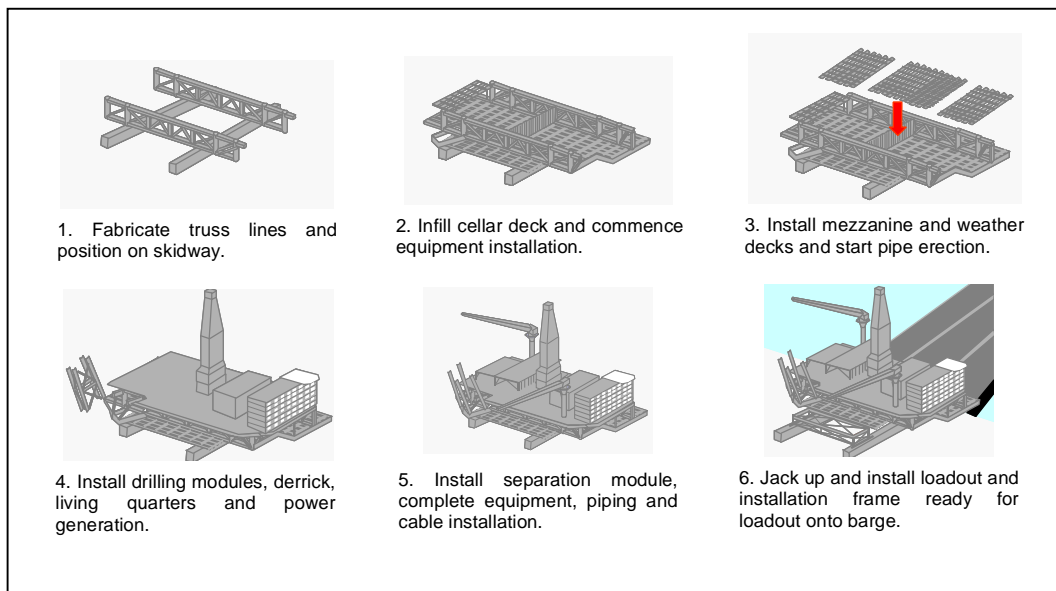 1. Fabricate truss lines and
position on skidway.
2. Infill cellar deck and commence
equipment installation.
3. Install mezzanine and weather
decks and start pipe erection.
4. Install drilling modules, derrick,
living quarters and power
generation.
5. Install separation module,
complete equipment, piping and
cable installation.
6. Jack up and install loadout and
installation frame ready for
loadout onto barge.